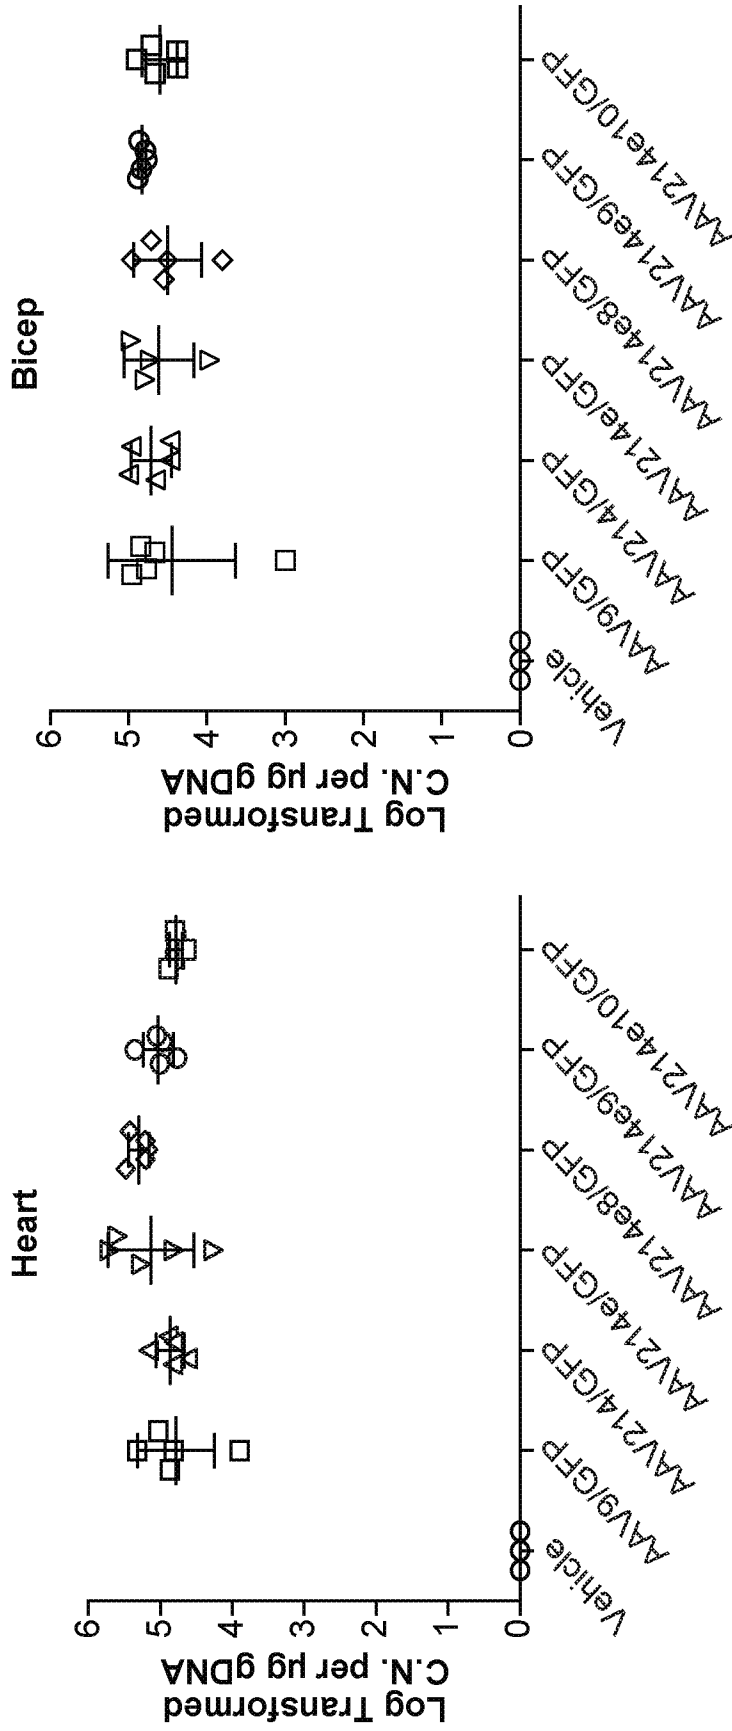 Heart
Log Transformed
C.N. per µg gDNA
6
5
4
3
2
1
0
Vehicle
AAV9/GFP
AAV214/GFP
AAV214e/GFP
AAV214e8/GFP
AAV214e9/GFP
AAV214e10/GFP
Bicep
Log Transformed
C.N. per µg gDNA
6
5
4
3
2
0
Vehicle
AAV9/GFP
AAV214/GFP
AAV214e/GFP
AAV214e8/GFP
AAV214e9/GFP
AAV214e10/GFP